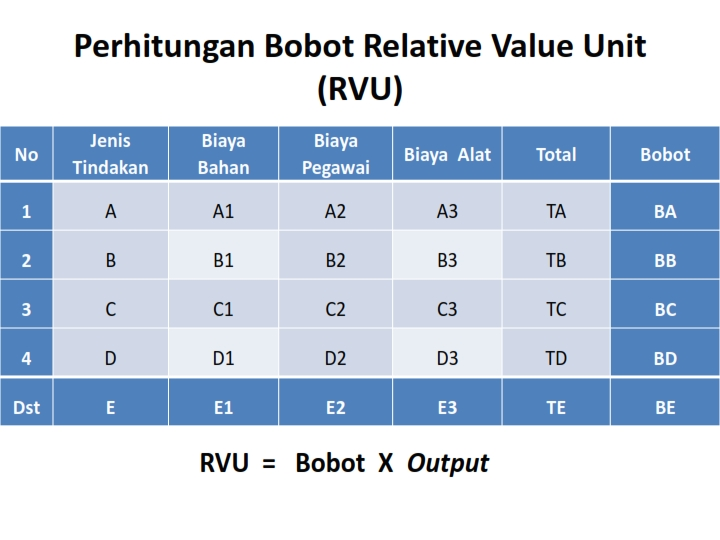 Perhitungan Bobot Relative Value Unit
(RVU)
No Jenis Tindakan Biaya Bahan Biaya Pegawai Biaya Alat Total Bobot
1 A A1 A2 A3 TA BA
2 B B1 B2 B3 TB BB
3 C C1 C2 C3 TC BC
4 D D1 D2 D3 TD BD
Dst E E1 E2 E3 TE BE
RVU = Bobot X Output